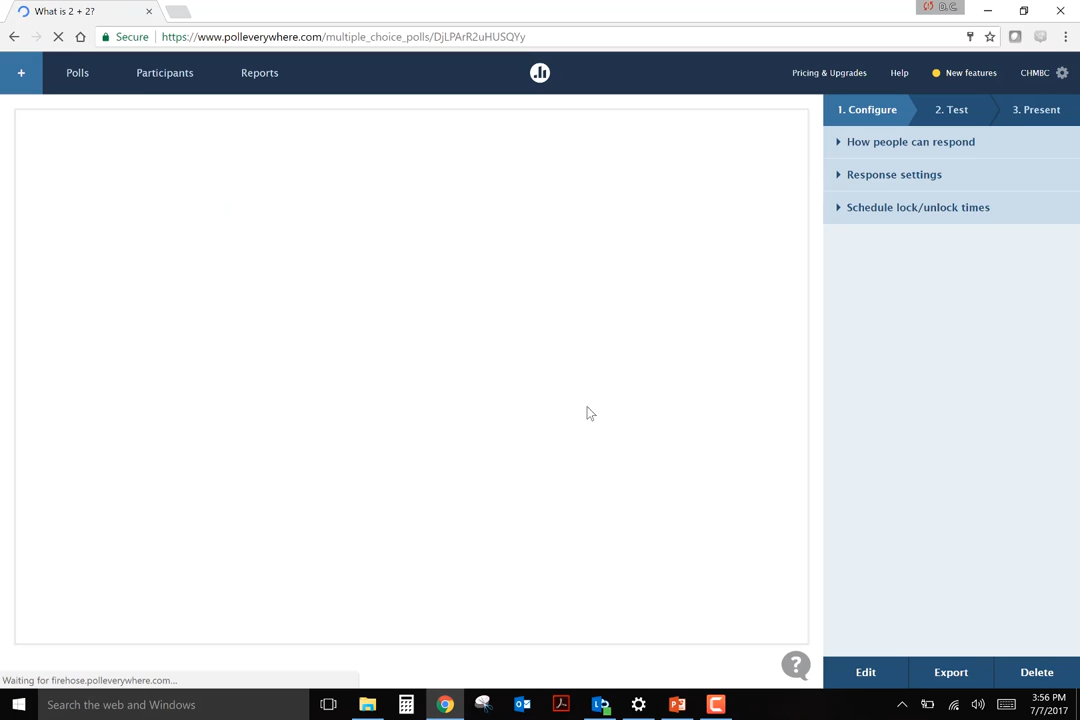 What is 2 + 2?
D.C.
Secure
https://www.polleverywhere.com/multiple_choice_polls/DjLPArR2uHUSQYy
+
Polls
Participants
Reports
Pricing & Upgrades
Help
New features
CHMBC
1. Configure
2. Test
3. Present
How people can respond
Response settings
Schedule lock/unlock times
?
Waiting for firehose.polleverywhere.com...
Edit
Export
Delete
Search the web and Windows
3:56 PM
7/7/2017